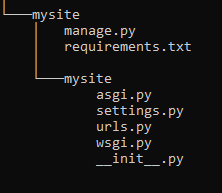 mysite
manage.py
requirements.txt
mysite
asgi.py
settings.py
urls.py
wsgi.py
__init__.py